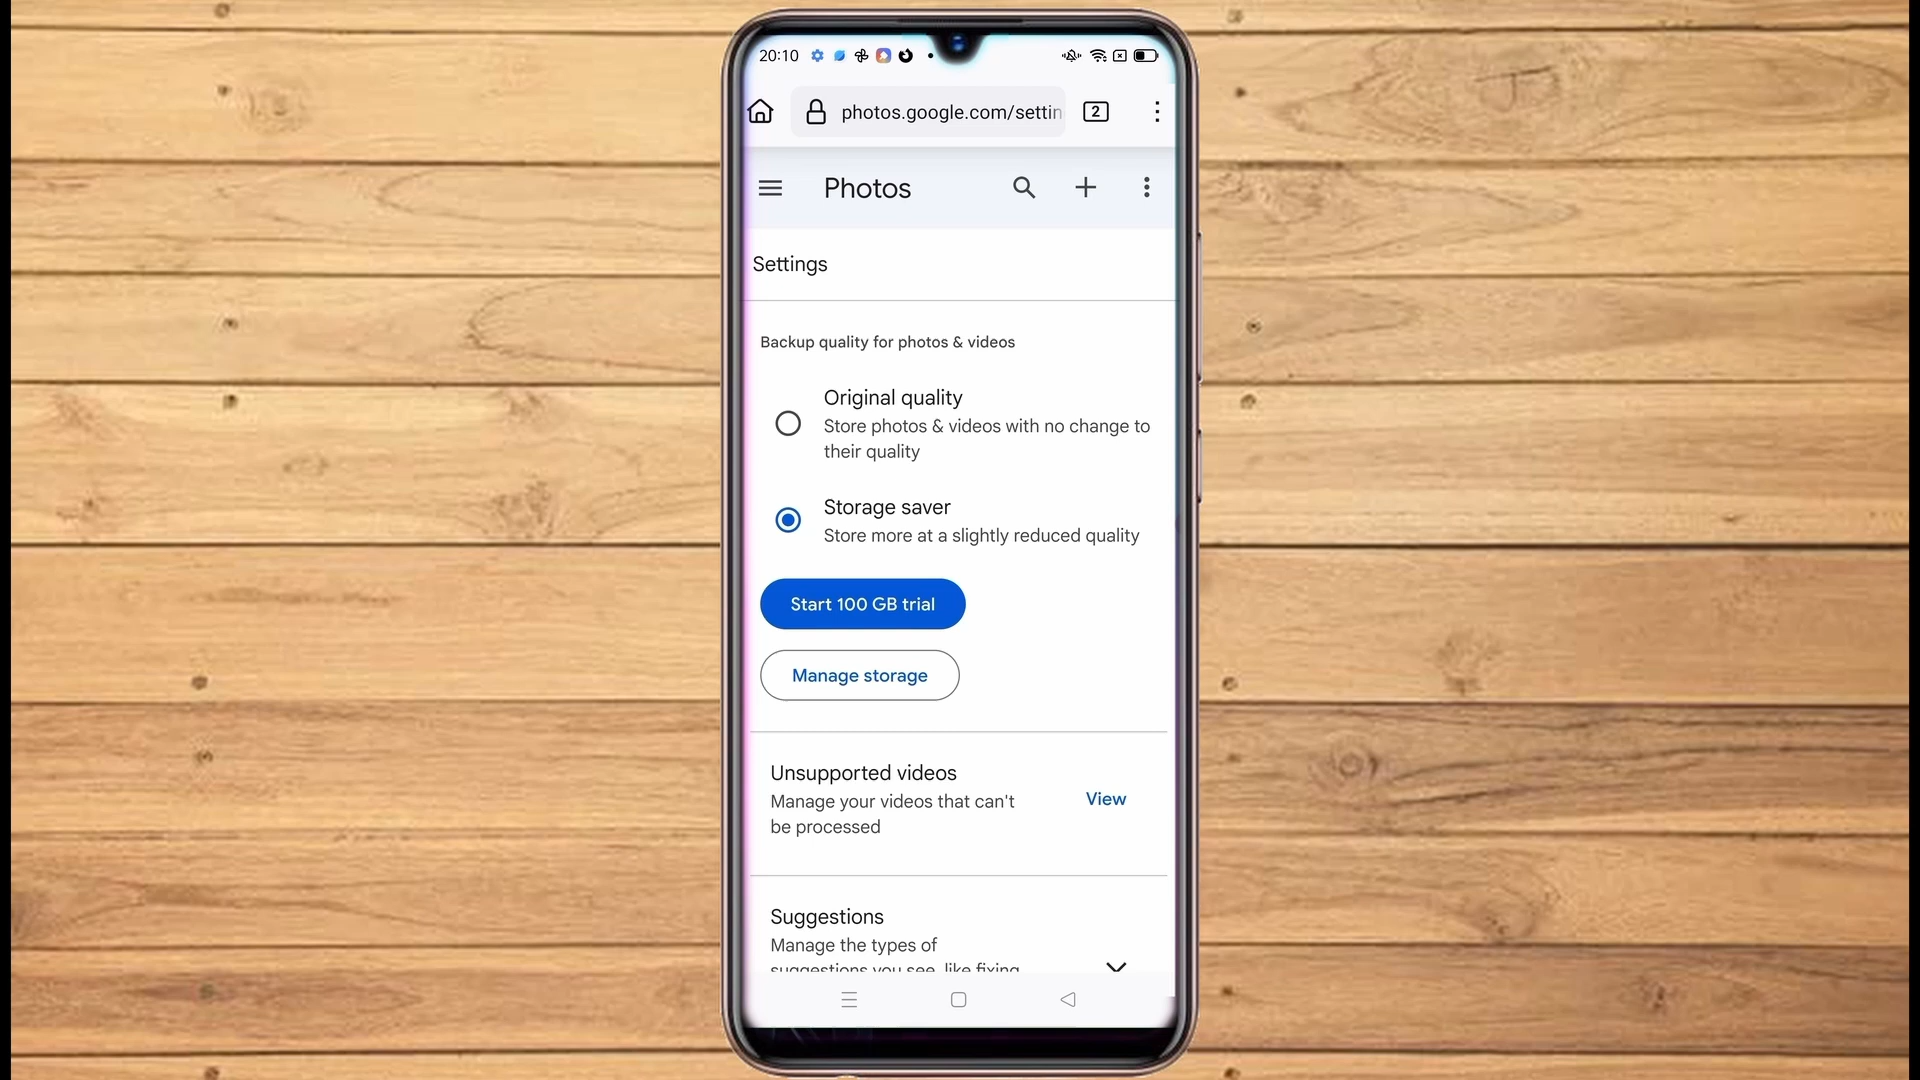 20:10
photos.google.com/settin
2
Photos
Settings
Backup quality for photos & videos
Original quality
Store photos & videos with no change to
their quality
Storage saver
Store more at a slightly reduced quality
Start 100 GB trial
Manage storage
Unsupported videos
Manage your videos that can't
be processed
View
Suggestions
Manage the types of
suggestions you see, like fixing